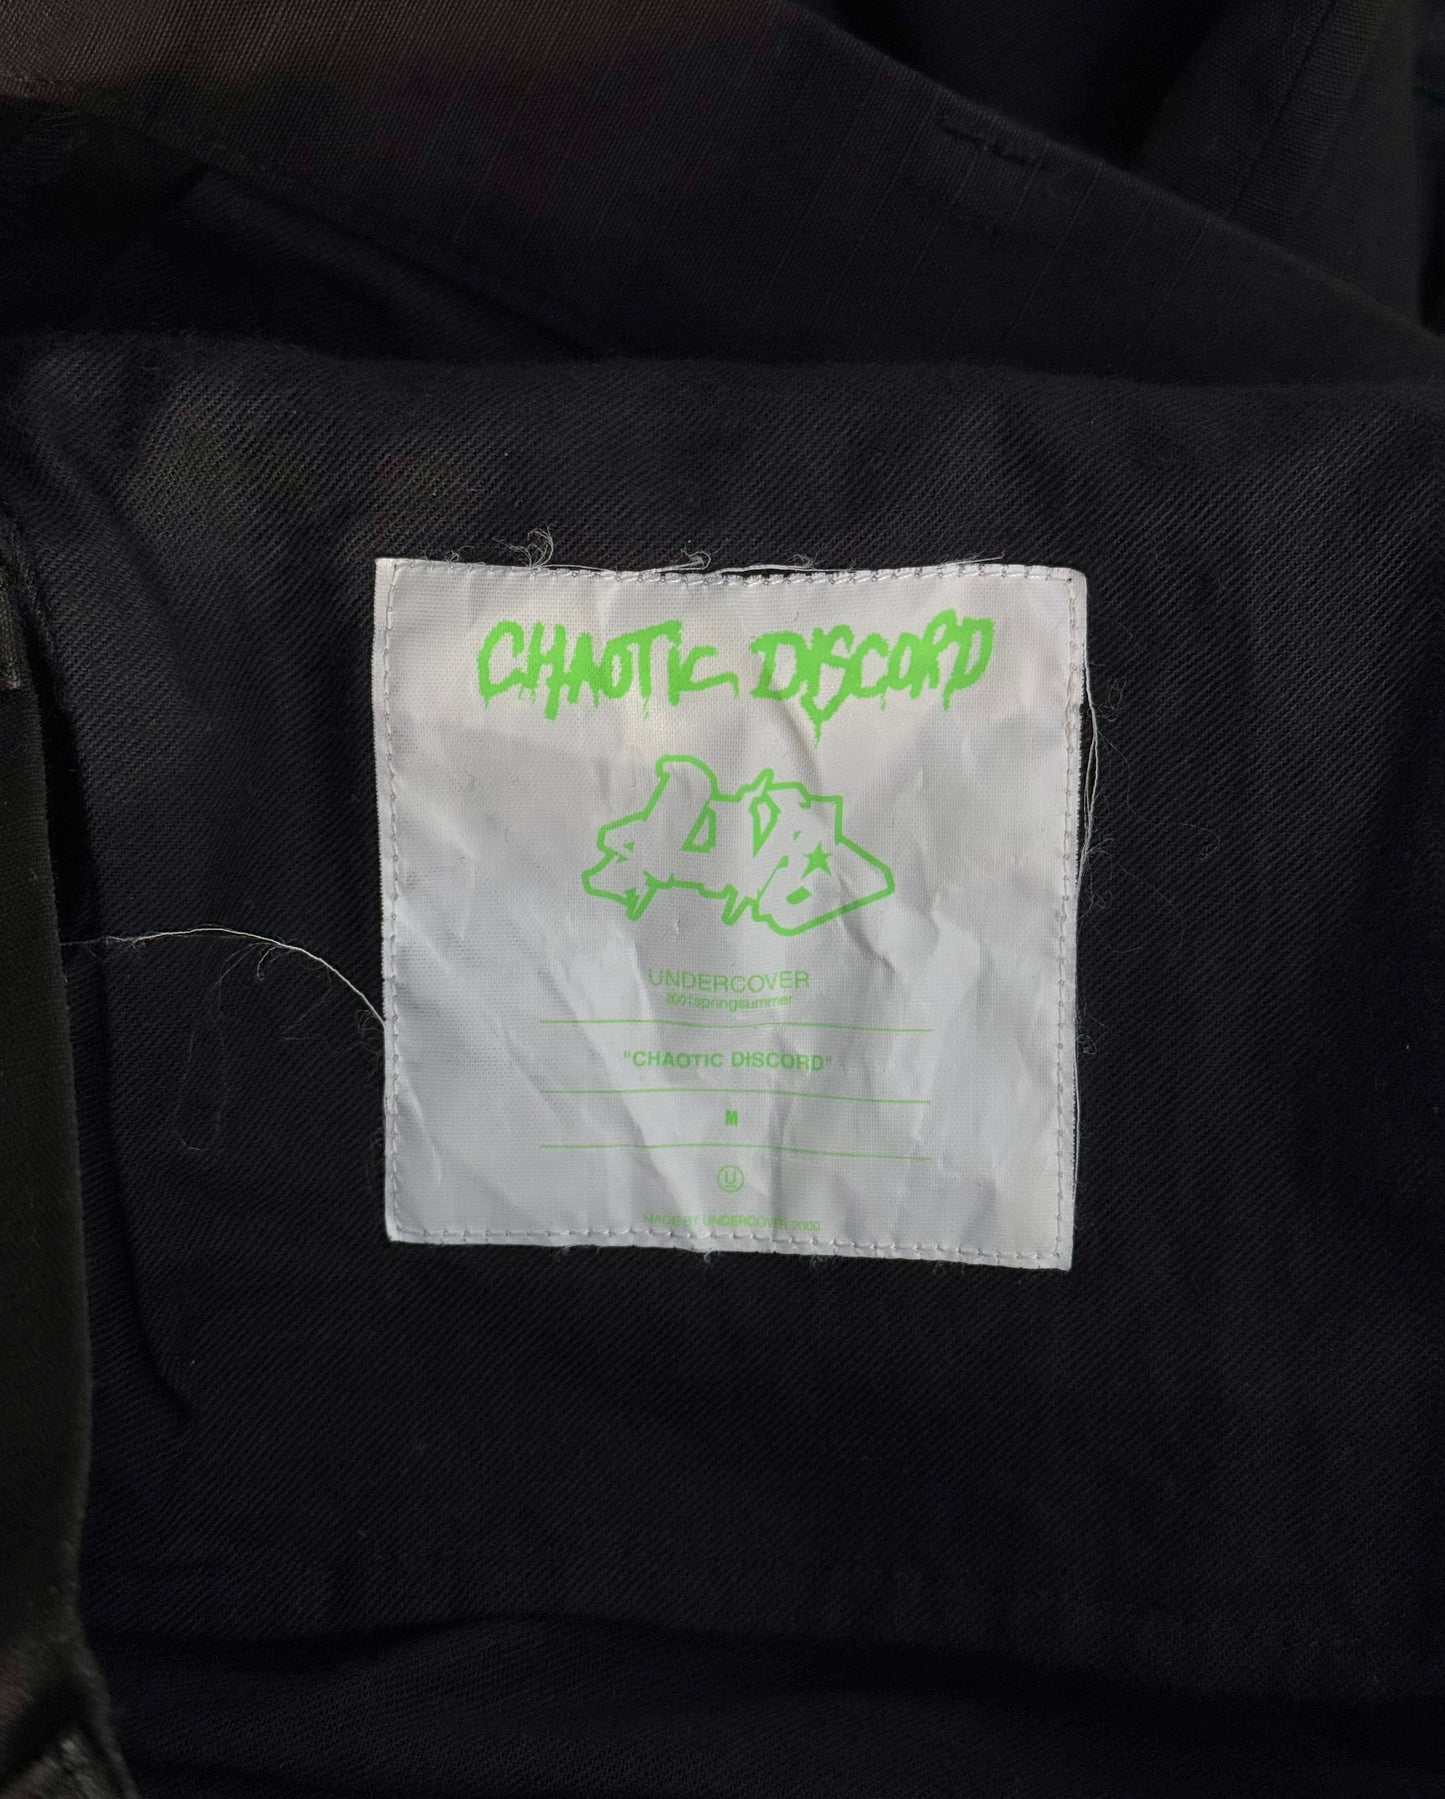 CHAOTIC DISCORD
UNDERCOVER
2001springsummer
"CHAOTIC DISCORD"
M
U
MADE BY UNDERCOVER 2000